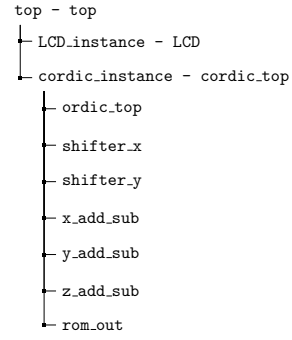 top - top
LCD_instance - LCD
cordic_instance - cordic_top
ordic_top
shifter_x
shifter_y
x_add_sub
y_add_sub
z_add_sub
rom_out